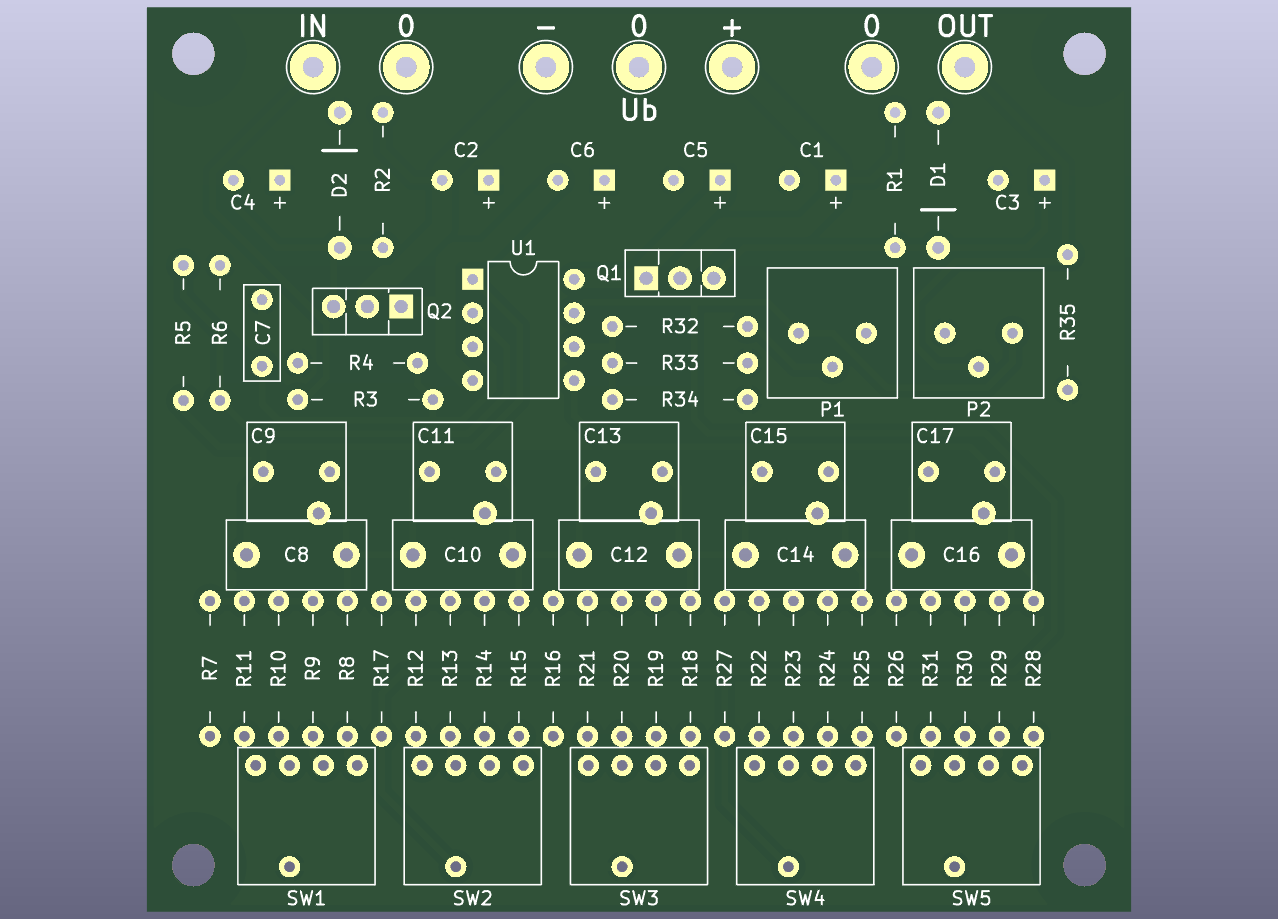 IN 0 − 0 + 0 OUT
Ub
C2 C6 C5 C1
D2 R2 R1 D1
C4 + + + + + C3 +
U1
Q1
Q2
R5 R6 C7 R32 R35
R4 R33
R3 R34
P1 P2
C9 C11 C13 C15 C17
C8 C10 C12 C14 C16
R7 R11 R10 R9 R8 R17 R12 R13 R14 R15 R16 R21 R20 R19 R18 R27 R22 R23 R24 R25 R26 R31 R30 R29 R28
SW1 SW2 SW3 SW4 SW5